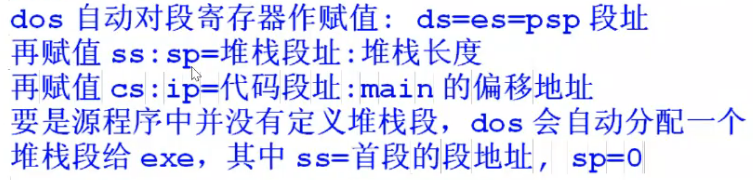 dos 自动对段寄存器作赋值: ds=es=psp 段址
再赋值 ss:sp=堆栈段址:堆栈长度
再赋值 cs:ip=代码段址:main 的偏移地址
要是源程序中并没有定义堆栈段, dos 会自动分配一个
堆栈段给 exe, 其中 ss=首段的段地址, sp=0